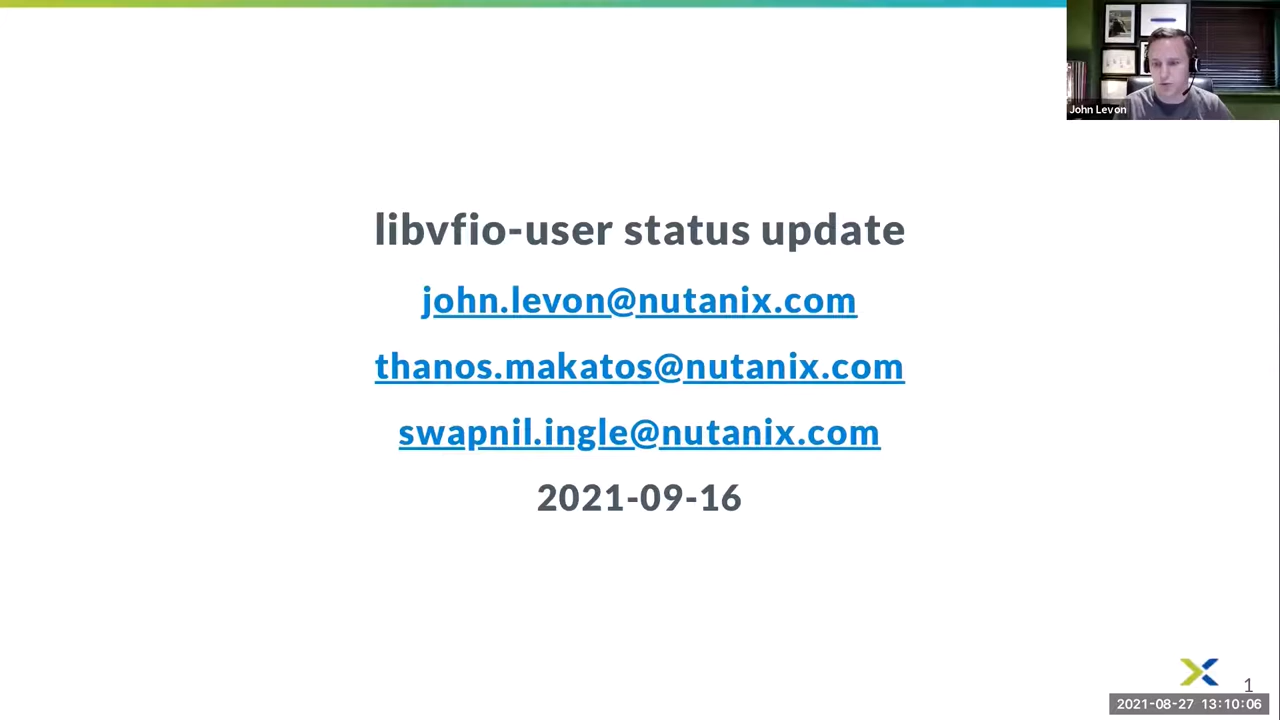 John Levon
libvfio-user status update
john.levon@nutanix.com
thanos.makatos@nutanix.com
swapnil.ingle@nutanix.com
2021-09-16
1
2021-08-27 13:10:06